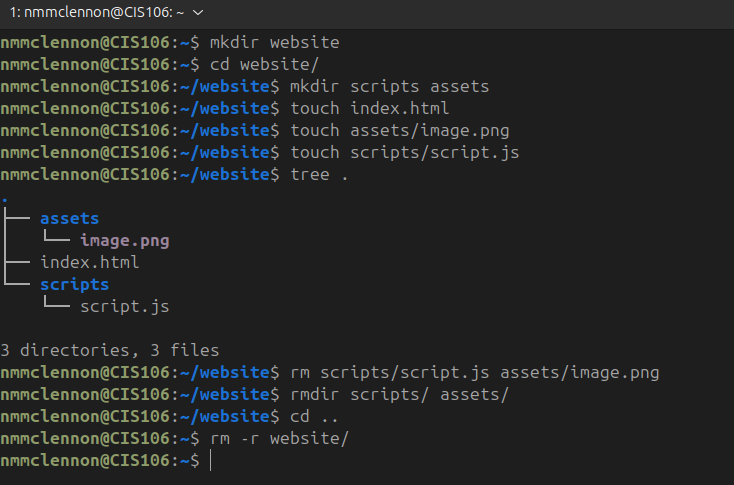 1: nmmclennon@CIS106: ~
nmmclennon@CIS106:~$ mkdir website
nmmclennon@CIS106:~$ cd website/
nmmclennon@CIS106:~/website$ mkdir scripts assets
nmmclennon@CIS106:~/website$ touch index.html
nmmclennon@CIS106:~/website$ touch assets/image.png
nmmclennon@CIS106:~/website$ touch scripts/script.js
nmmclennon@CIS106:~/website$ tree .
.
├── assets
│   └── image.png
├── index.html
└── scripts
    └── script.js
3 directories, 3 files
nmmclennon@CIS106:~/website$ rm scripts/script.js assets/image.png
nmmclennon@CIS106:~/website$ rmdir scripts/ assets/
nmmclennon@CIS106:~/website$ cd ..
nmmclennon@CIS106:~$ rm -r website/
nmmclennon@CIS106:~$